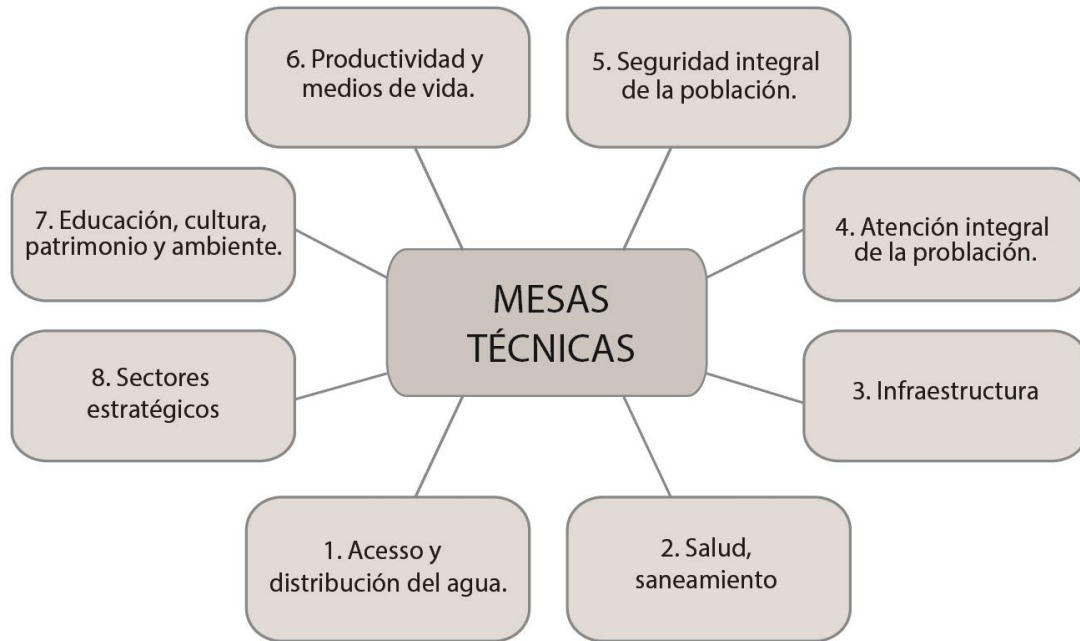 6. Productividad y
medios de vida.
5. Seguridad integral
de la población.
7. Educación, cultura,
patrimonio y ambiente.
4. Atención integral
de la problación.
MESAS
TÉCNICAS
8. Sectores
estratégicos
3. Infraestructura
1. Acesso y
distribución del agua.
2. Salud,
saneamiento